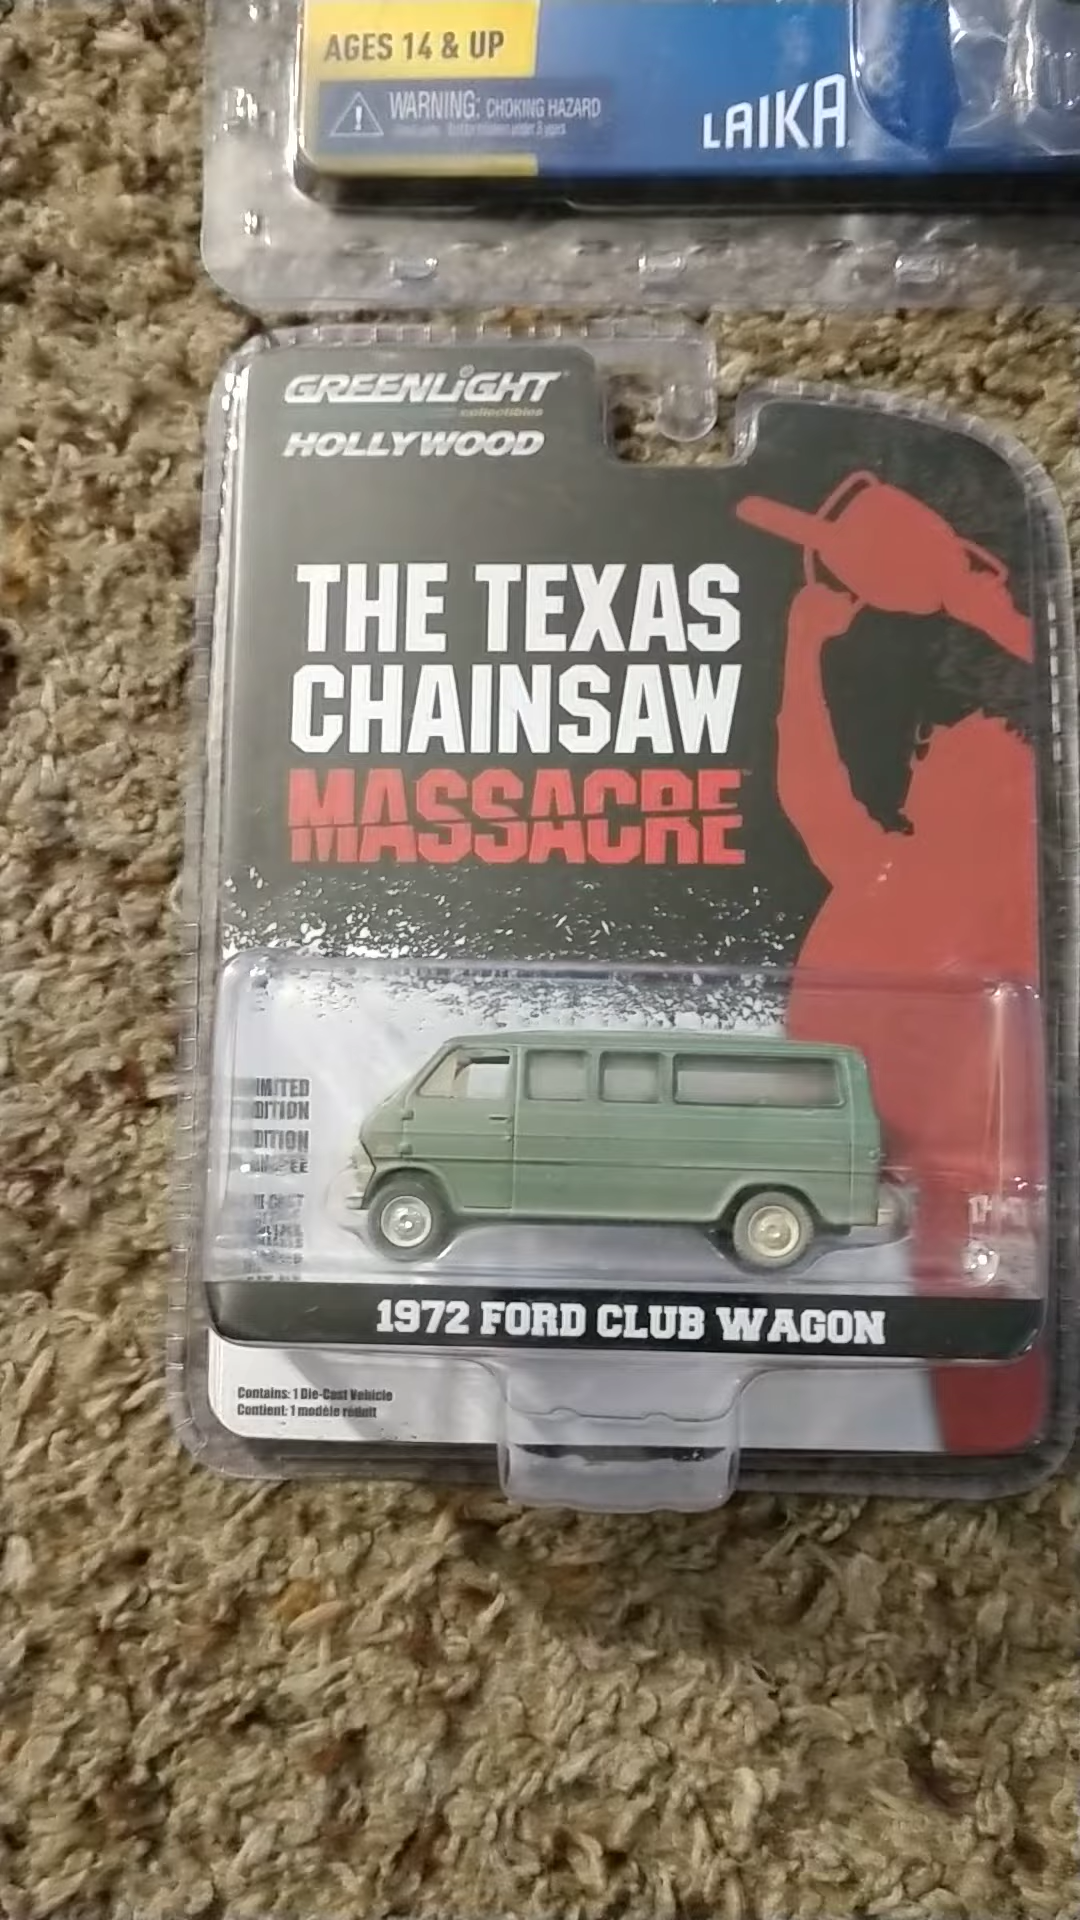 AGES 14 & UP
WARNING: CHOKING HAZARD
LAIKA
GREENLiGHT
collectibles
HOLLYWOOD
THE TEXAS
CHAINSAW
MASSACRE
1972 FORD CLUB WAGON
Contains: 1 Die-Cast Vehicle
Contient: 1 modèle réduit